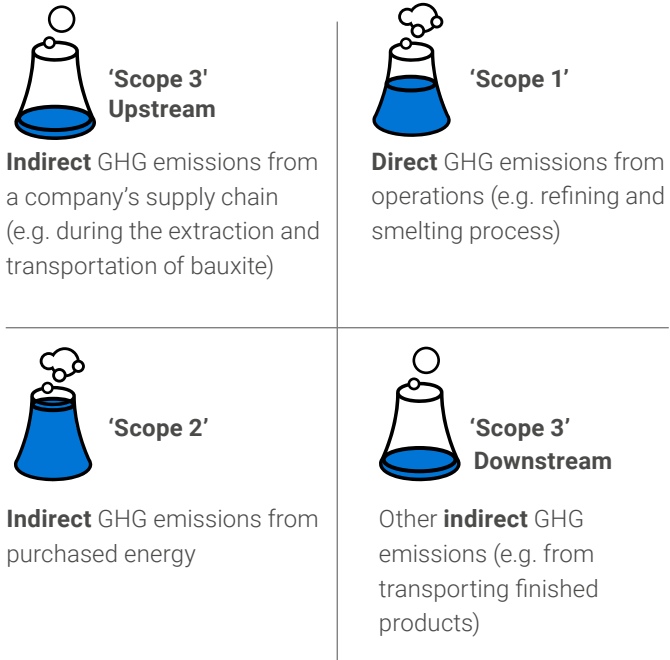 ‘Scope 3'
Upstream
Indirect GHG emissions from
a company’s supply chain
(e.g. during the extraction and
transportation of bauxite)
‘Scope 1’
Direct GHG emissions from
operations (e.g. refining and
smelting process)
‘Scope 2’
Indirect GHG emissions from
purchased energy
‘Scope 3’
Downstream
Other indirect GHG
emissions (e.g. from
transporting finished
products)